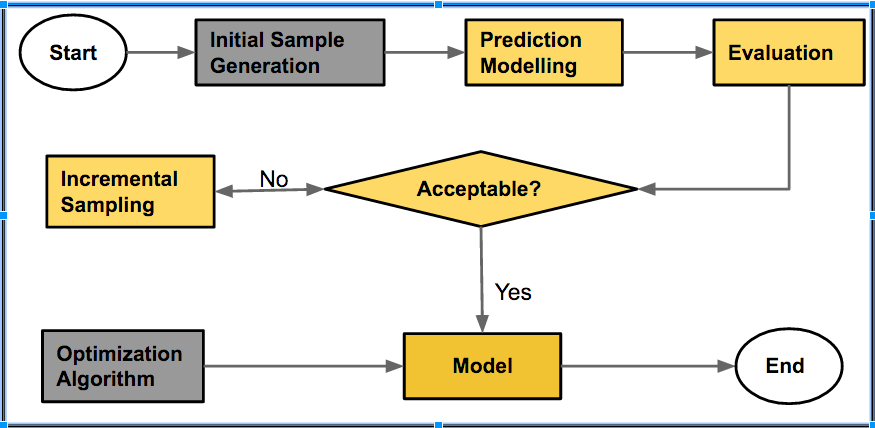 Start
Initial Sample
Generation
Prediction
Modelling
Evaluation
Incremental
Sampling
No
Acceptable?
Yes
Optimization
Algorithm
Model
End